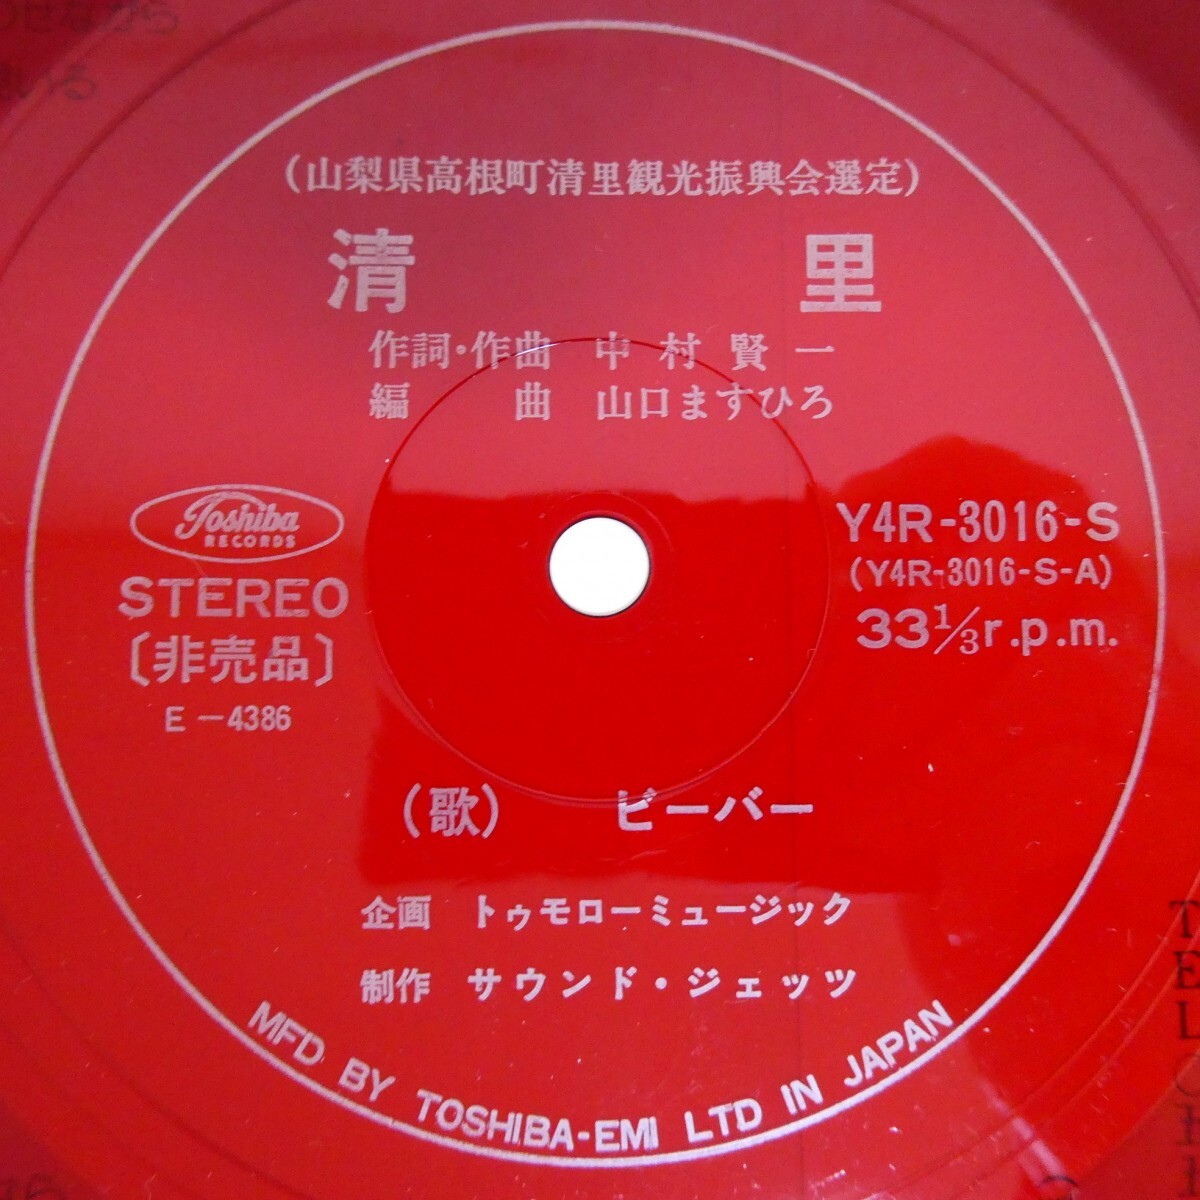 (山梨県高根町清里観光振興会選定)
清 里
作詞・作曲 中村賢一
編 曲 山口ますひろ
Toshiba
RECORDS
STEREO
〔非売品〕
E-4386
Y4R-3016-S
(Y4R-3016-S-A)
33 1/3 r.p.m.
(歌) ビーバー
企画 トゥモローミュージック
制作 サウンド・ジェッツ
MFD BY TOSHIBA-EMI LTD IN JAPAN